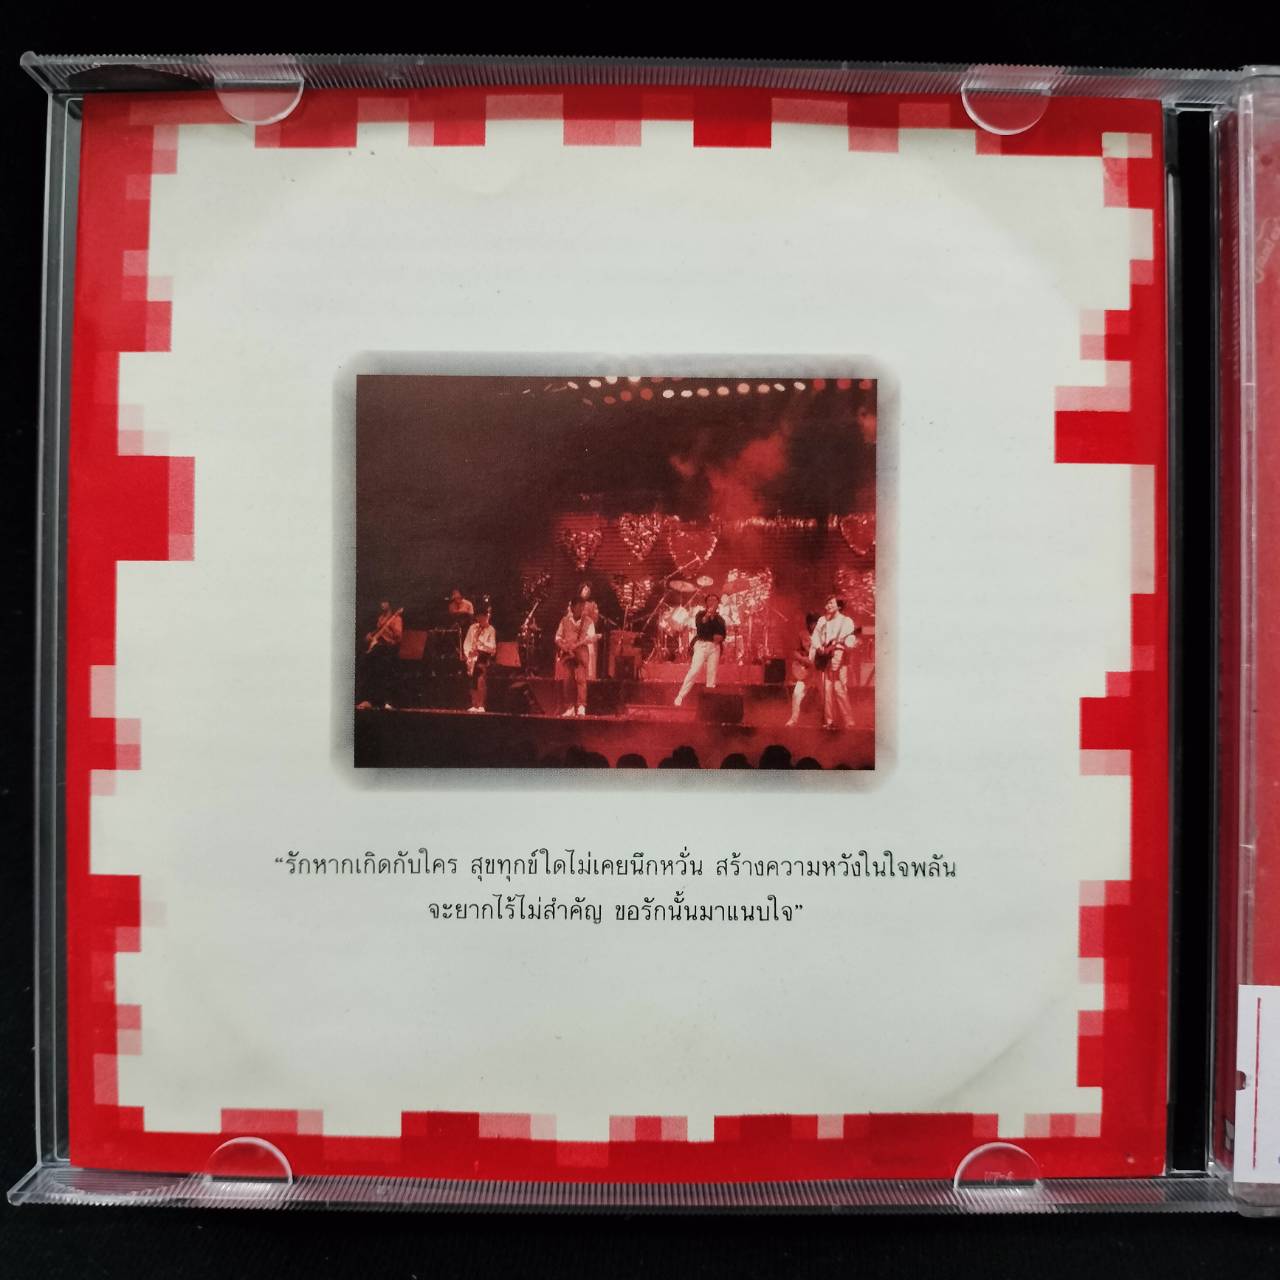 “รักหากเกิดกับใคร สุขทุกข์ใดไม่เคยนึกหวั่น สร้างความหวังในใจพลัน
จะยากไร้ไม่สำคัญ ขอรักนั้นมาแนบใจ”